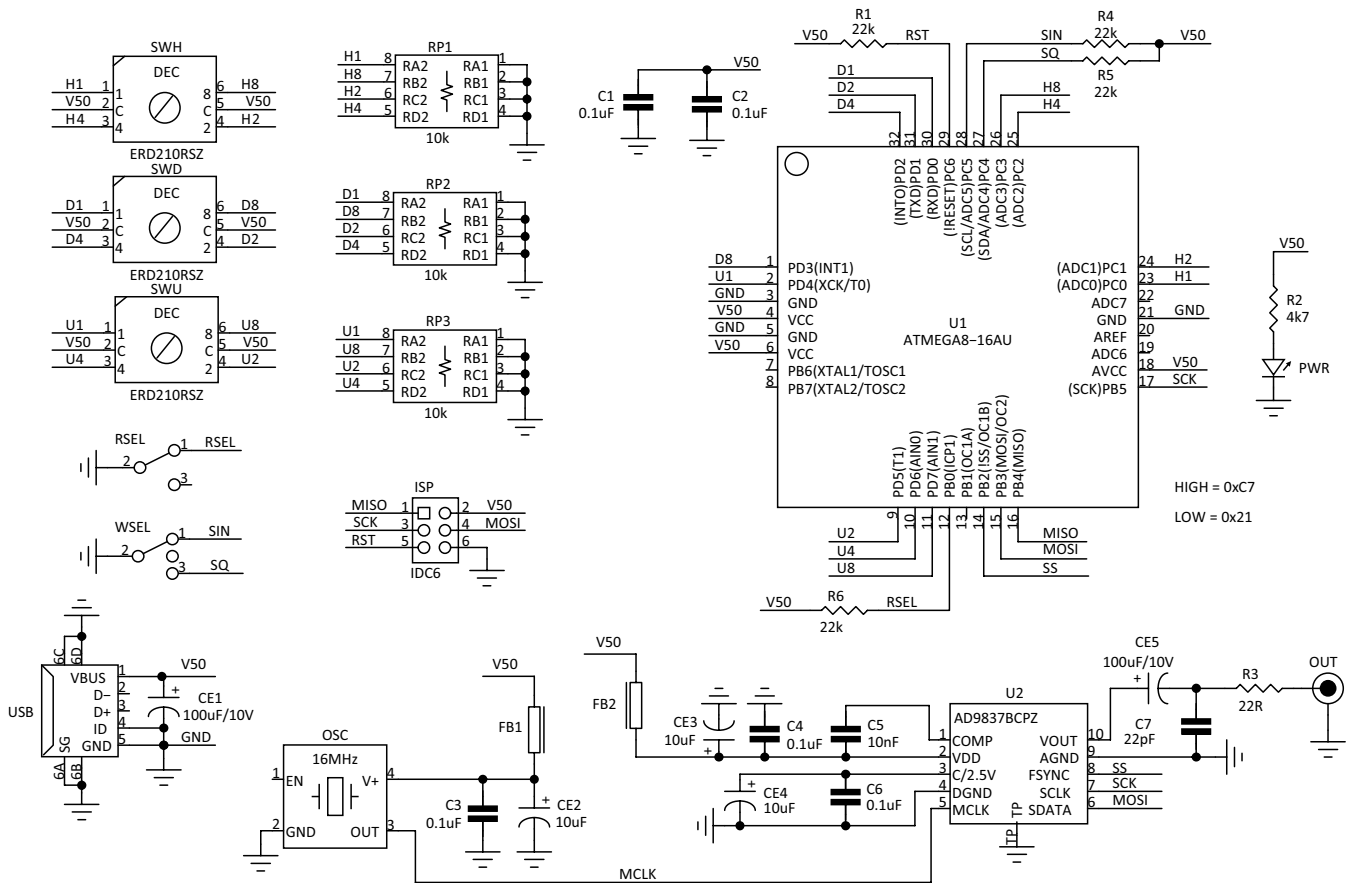 SWH
DEC
H1 1 1 8 6 H8
V50 2 C C 5 V50
H4 3 4 2 4 H2
ERD210RSZ
SWD
DEC
D1 1 1 8 6 D8
V50 2 C C 5 V50
D4 3 4 2 4 D2
ERD210RSZ
SWU
DEC
U1 1 1 8 6 U8
V50 2 C C 5 V50
U4 3 4 2 4 U2
ERD210RSZ
RSEL
2
1 RSEL
3
WSEL
2
1 SIN
3 SQ
RP1
H1 8 RA2 RA1 1
H8 7 RB2 RB1 2
H2 6 RC2 RC1 3
H4 5 RD2 RD1 4
10k
RP2
D1 8 RA2 RA1 1
D8 7 RB2 RB1 2
D2 6 RC2 RC1 3
D4 5 RD2 RD1 4
10k
RP3
U1 8 RA2 RA1 1
U8 7 RB2 RB1 2
U2 6 RC2 RC1 3
U4 5 RD2 RD1 4
10k
ISP
MISO 1 2 V50
SCK 3 4 MOSI
RST 5 6
IDC6
V50
C1
0.1uF
C2
0.1uF
R1
22k
V50 RST
R4
22k
SIN V50
SQ
R5
22k
D1
D2
D4
H8
H4
32 31 30 29 28 27 26 25
(INTO)PD2
(TXD)PD1
(RXD)PD0
(!RESET)PC6
(SCL/ADC5)PC5
(SDA/ADC4)PC4
(ADC3)PC3
(ADC2)PC2
D8 1 PD3(INT1)
U1 2 PD4(XCK/T0)
GND 3 GND
V50 4 VCC
GND 5 GND
V50 6 VCC
7 PB6(XTAL1/TOSC1
8 PB7(XTAL2/TOSC2
U1
ATMEGA8–16AU
(ADC1)PC1 24 H2
(ADC0)PC0 23 H1
ADC7 22
GND 21 GND
AREF 20
ADC6 19
AVCC 18 V50
(SCK)PB5 17 SCK
PD5(T1)
PD6(AIN0)
PD7(AIN1)
PB0(ICP1)
PB1(OC1A)
PB2(!SS/OC1B)
PB3(MOSI/OC2)
PB4(MISO)
9 10 11 12 13 14 15 16
U2
U4
U8
MISO
MOSI
SS
V50 R6 RSEL
22k
V50
R2
4k7
PWR
HIGH = 0xC7
LOW = 0x21
USB
6C 6D
VBUS 1 V50
D– 2
D+ 3
ID 4
GND 5 GND
SG
6A 6B
+
CE1
100uF/10V
OSC
16MHz
1 EN V+ 4
2 GND OUT 3
V50
FB1
C3
0.1uF
+
CE2
10uF
MCLK
V50
FB2
CE3
10uF
+
C4
0.1uF
C5
10nF
+
CE4
10uF
C6
0.1uF
U2
AD9837BCPZ
1 COMP VOUT 10
2 VDD AGND 9
3 C/2.5V FSYNC 8 SS
4 DGND SCLK 7 SCK
5 MCLK SDATA 6 MOSI
TP
TP
CE5
100uF/10V
+
C7
22pF
R3
22R
OUT